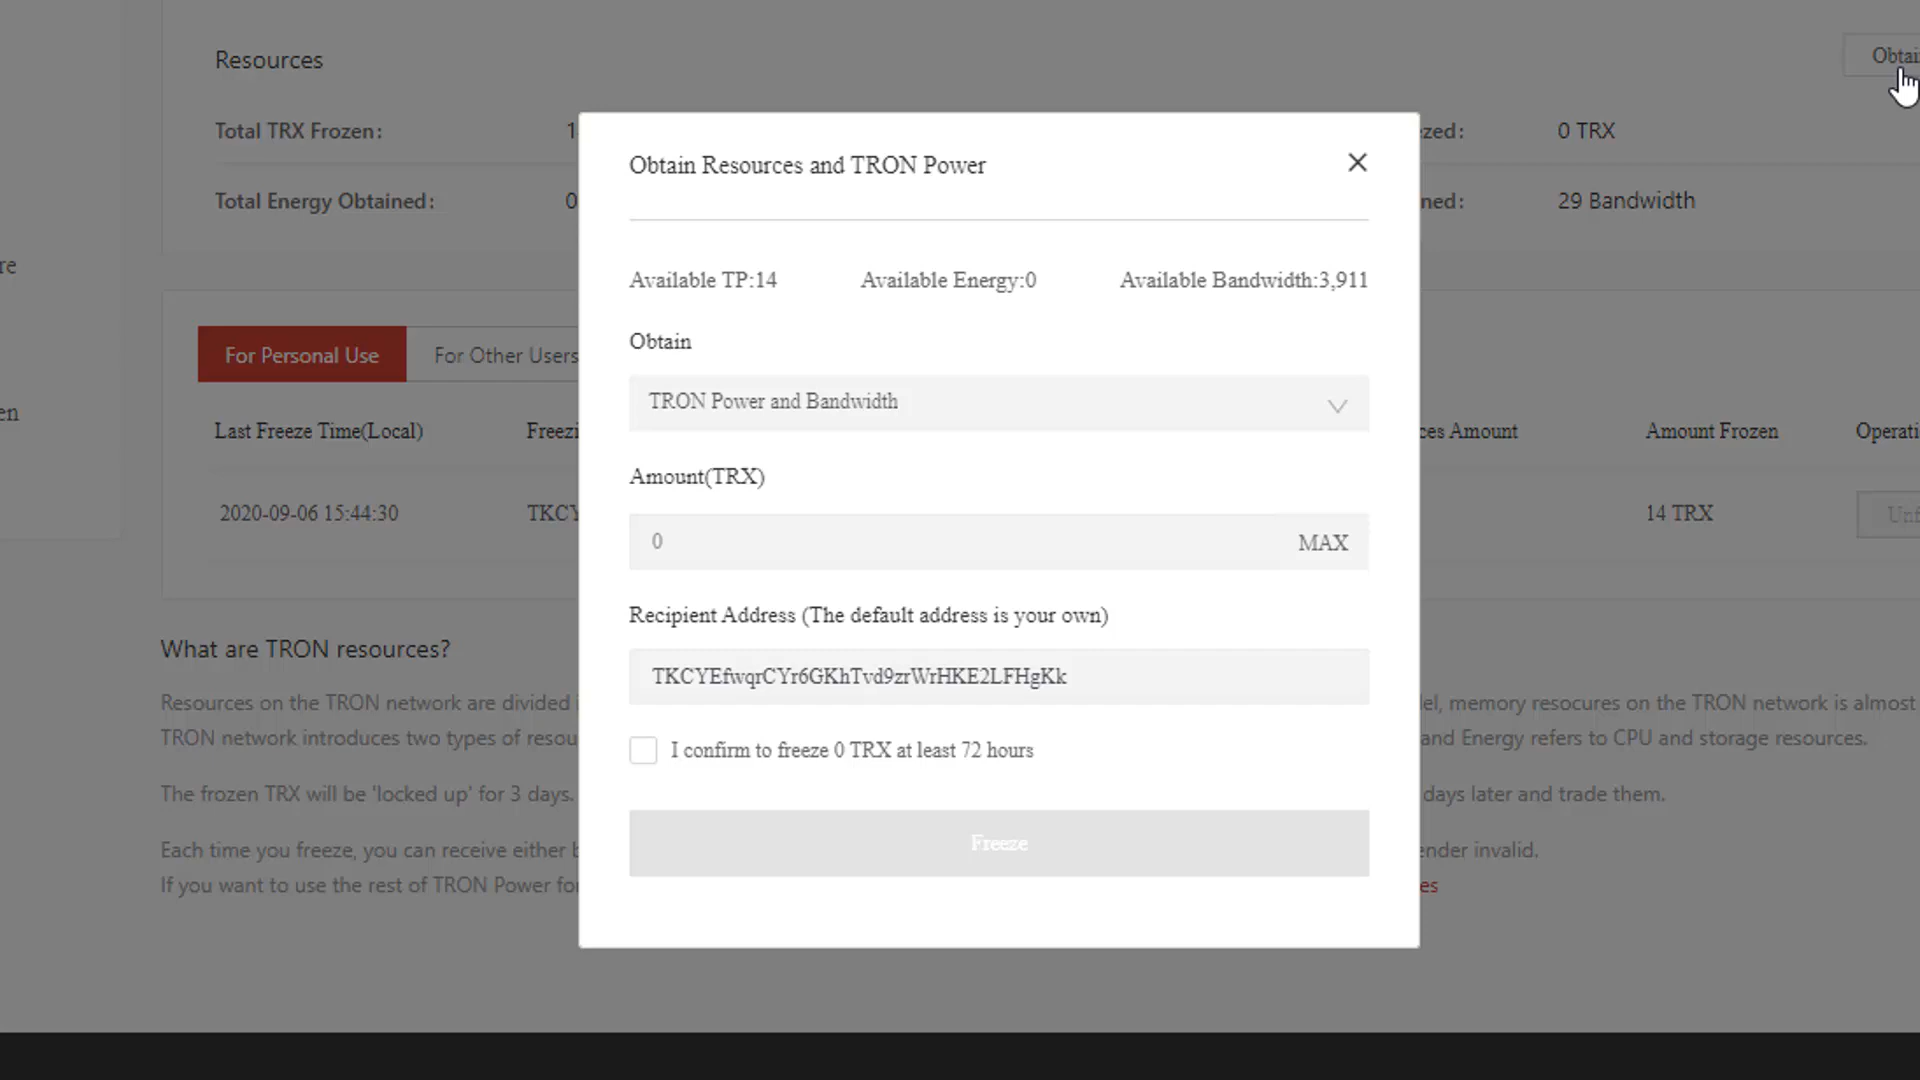 Resources
Obtai
Total TRX Frozen:
1
zed:
0 TRX
Total Energy Obtained:
0
ned:
29 Bandwidth
Obtain Resources and TRON Power
Available TP:14
Available Energy:0
Available Bandwidth:3,911
re
en
Obtain
TRON Power and Bandwidth
For Personal Use
For Other Users
Last Freeze Time(Local)
Freezi
ces Amount
Amount Frozen
Operati
2020-09-06 15:44:30
TKCY
14 TRX
Unf
Amount(TRX)
0
MAX
Recipient Address (The default address is your own)
TKCYEfwqrCYr6GKhTvd9zrWrHKE2LFHgKk
I confirm to freeze 0 TRX at least 72 hours
Freeze
What are TRON resources?
Resources on the TRON network are divided
el, memory resocures on the TRON network is almost
TRON network introduces two types of resou
and Energy refers to CPU and storage resources.
The frozen TRX will be 'locked up' for 3 days.
days later and trade them.
Each time you freeze, you can receive either b
ender invalid.
If you want to use the rest of TRON Power for
es